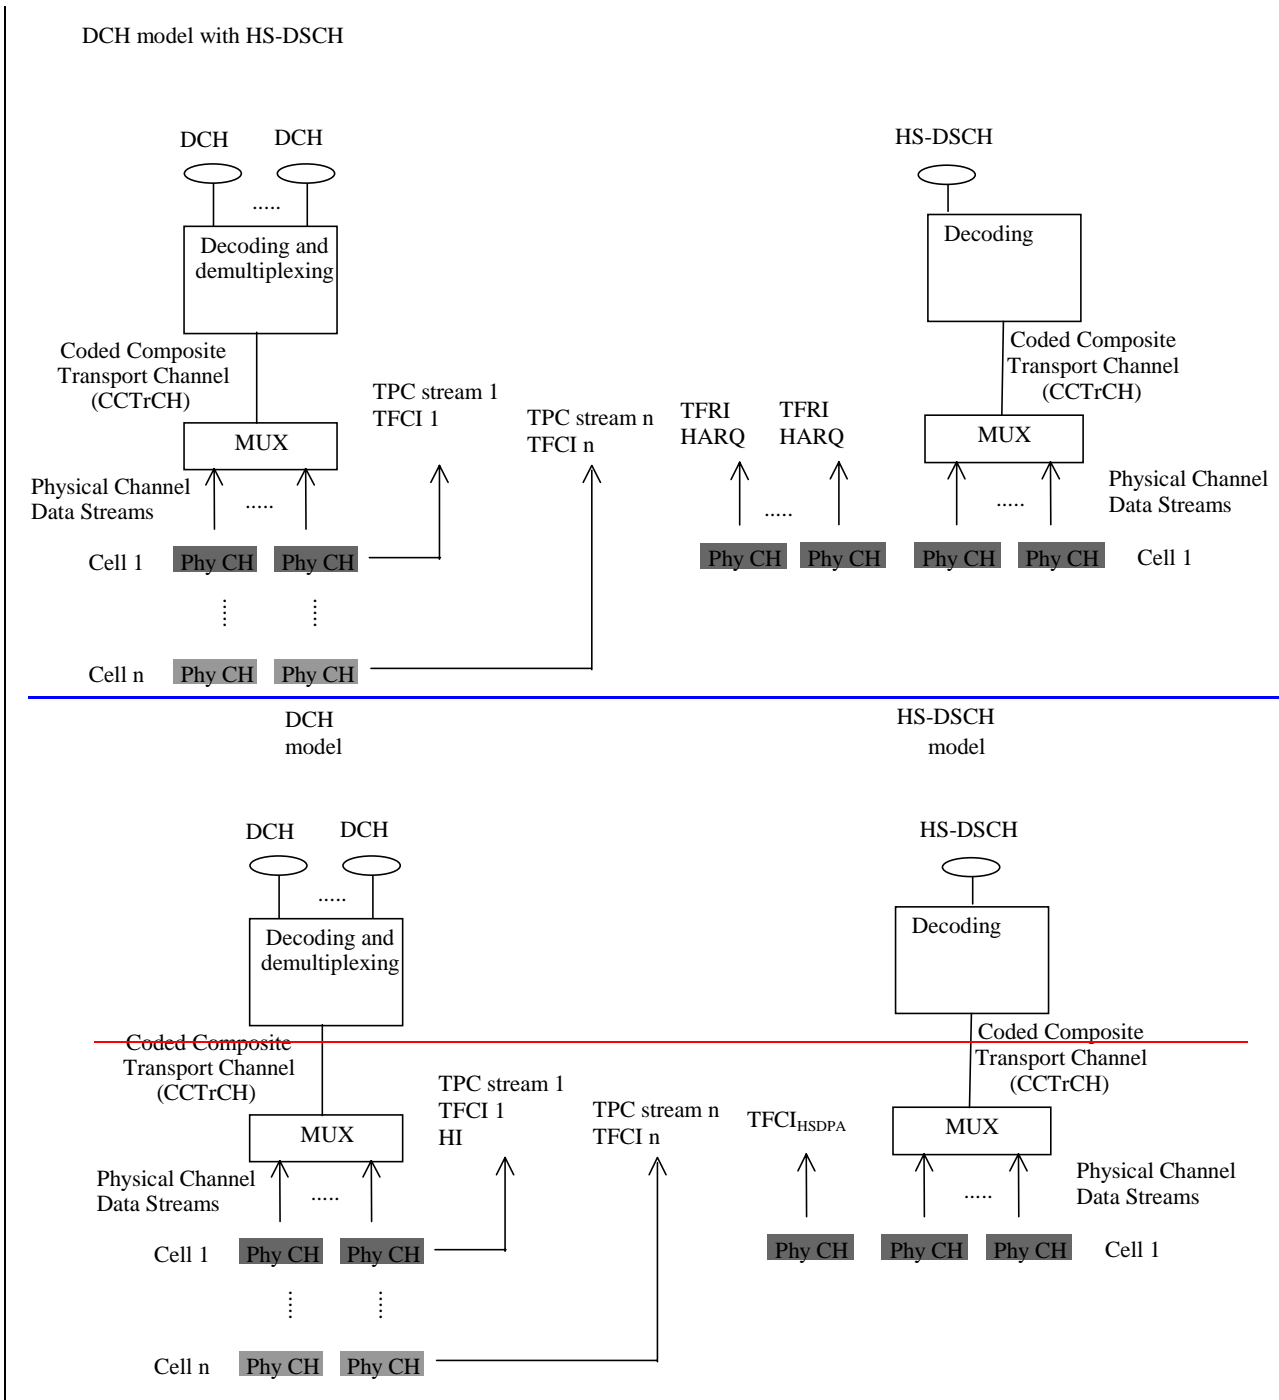 DCH model with HS-DSCH
DCH DCH
.....
Decoding and
demultiplexing
Coded Composite
Transport Channel
(CCTrCH)
MUX
Physical Channel
Data Streams
.....
TPC stream 1
TFCI 1
TPC stream n
TFCI n
Cell 1 Phy CH Phy CH
Cell n Phy CH Phy CH
HS-DSCH
Decoding
Coded Composite
Transport Channel
(CCTrCH)
TFRI
HARQ
TFRI
HARQ
MUX
Physical Channel
Data Streams
.....
.....
Phy CH Phy CH Phy CH Phy CH Cell 1
DCH
model
HS-DSCH
model
DCH DCH
.....
Decoding and
demultiplexing
Coded Composite
Transport Channel
(CCTrCH)
MUX
Physical Channel
Data Streams
.....
TPC stream 1
TFCI 1
HI
TPC stream n
TFCI n
Cell 1 Phy CH Phy CH
Cell n Phy CH Phy CH
HS-DSCH
Decoding
Coded Composite
Transport Channel
(CCTrCH)
TFCIHSDPA
MUX
Physical Channel
Data Streams
.....
Phy CH Phy CH Phy CH Cell 1